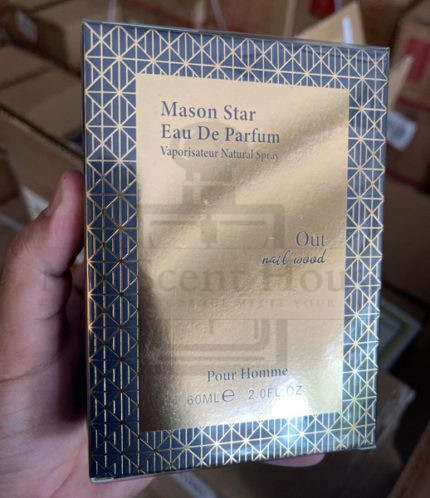 Mason Star
Eau De Parfum
Vaporisateur Natural Spray
Out
nail wood
Pour Homme
60ML℮ 2.0FL.OZ